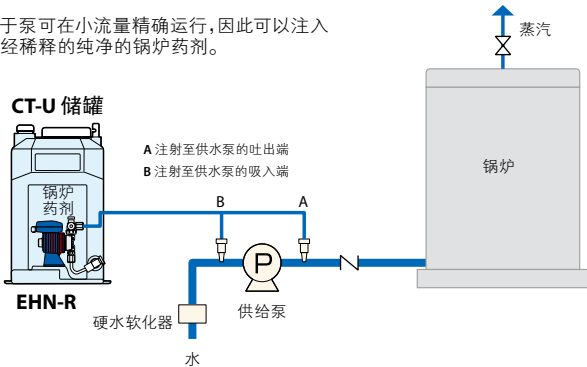 于泵可在小流量精确运行,因此可以注入
经稀释的纯净的锅炉药剂。
蒸汽
CT-U 储罐
A 注射至供水泵的吐出端
B 注射至供水泵的吸入端
锅炉
锅炉
药剂
B
A
P
EHN-R
供给泵
硬水软化器
水